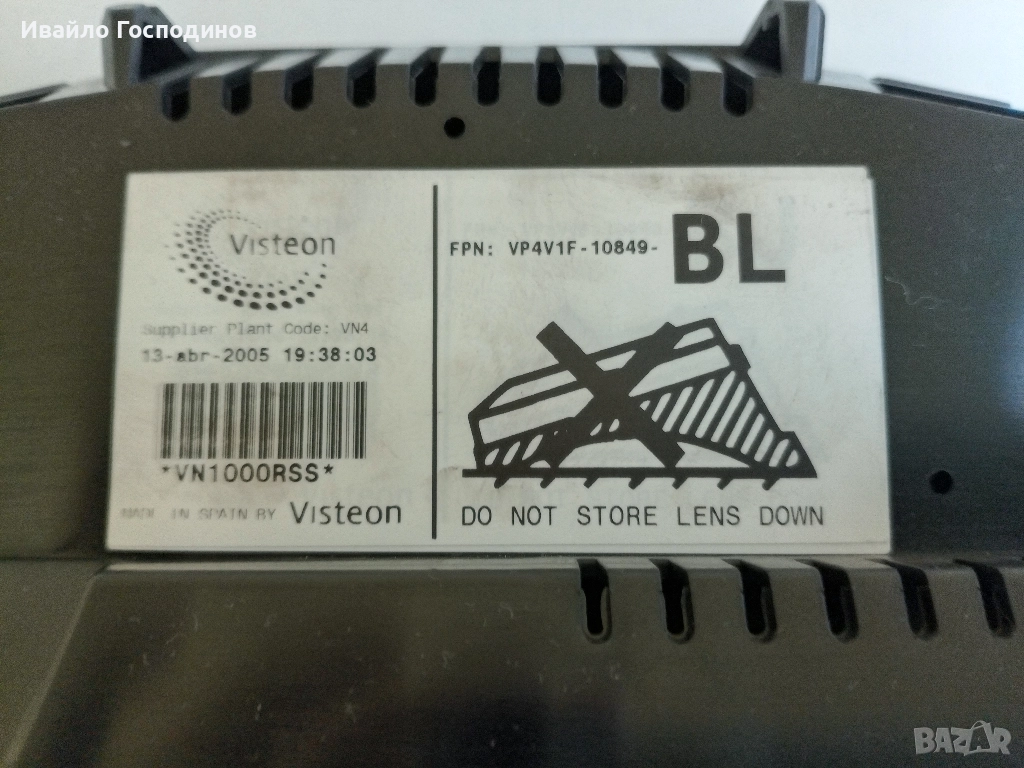 Ивайло Господинов
Visteon
Supplier Plant Code: VN4
13-abr-2005 19:38:03
*VN1000RSS*
MADE IN SPAIN BY Visteon
FPN: VP4V1F-10849- BL
DO NOT STORE LENS DOWN
BAZAR